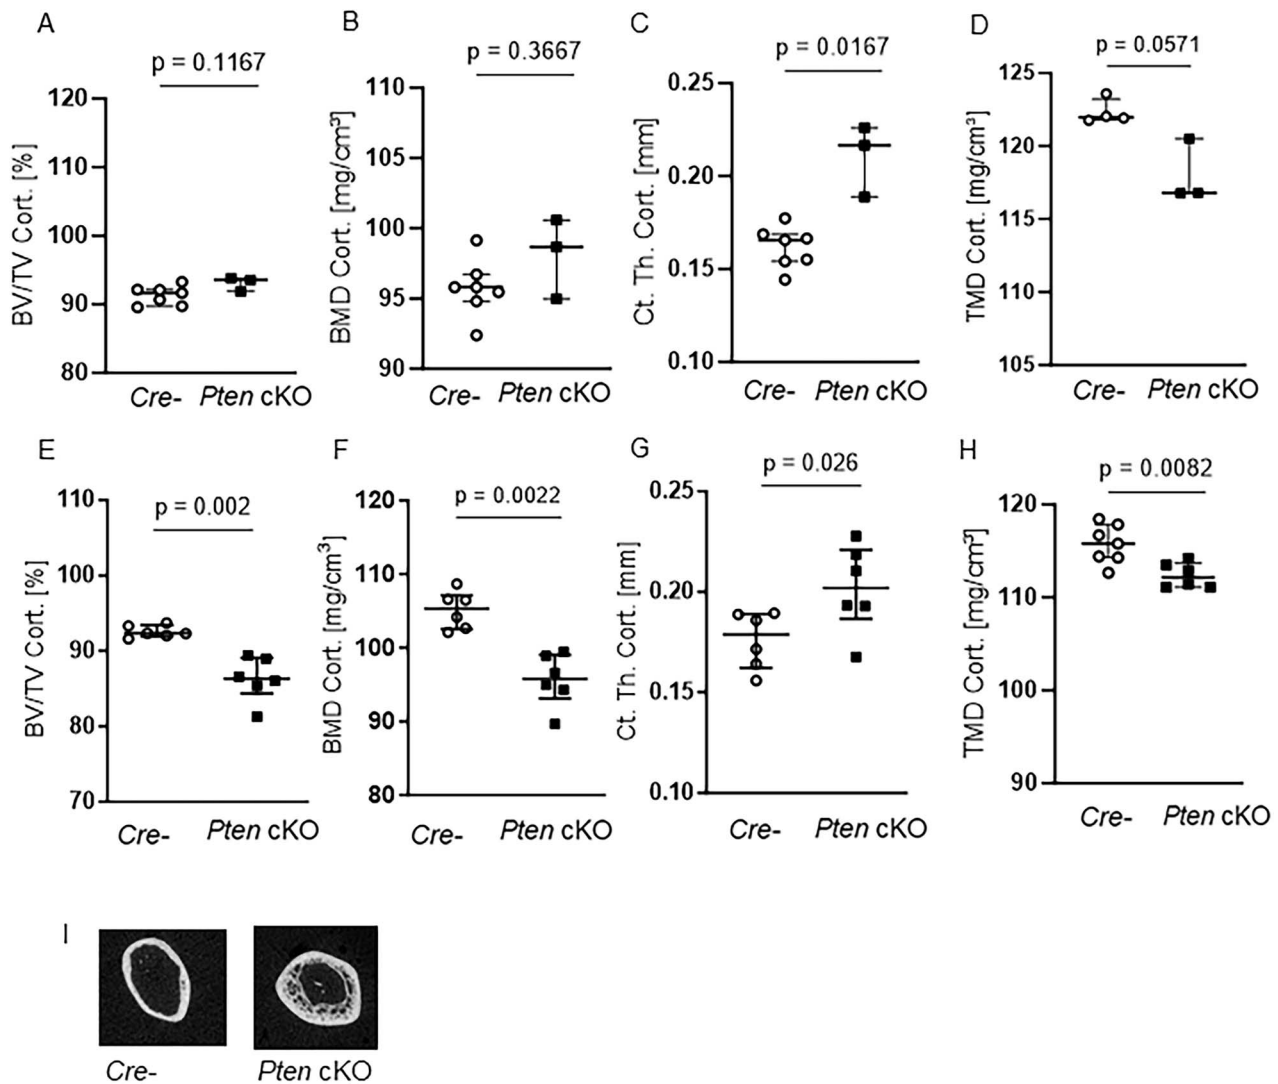 A
B
C
D
p = 0.1167
p = 0.3667
p = 0.0167
p = 0.0571
BV/TV Cort. [%]
120
110
100
90
80
Cre-
Pten cKO
BMD Cort. [mg/cm³]
110
105
100
95
90
Cre-
Pten cKO
Ct. Th. Cort. [mm]
0.25
0.20
0.15
0.10
Cre-
Pten cKO
TMD Cort. [mg/cm³]
125
120
115
110
105
Cre-
Pten cKO
E
F
G
H
p = 0.002
p = 0.0022
p = 0.026
p = 0.0082
BV/TV Cort. [%]
110
100
90
80
70
Cre-
Pten cKO
BMD Cort. [mg/cm³]
120
110
100
90
80
Cre-
Pten cKO
Ct. Th. Cort. [mm]
0.25
0.20
0.15
0.10
Cre-
Pten cKO
TMD Cort. [mg/cm³]
120
110
100
90
Cre-
Pten cKO
I
Cre-
Pten cKO